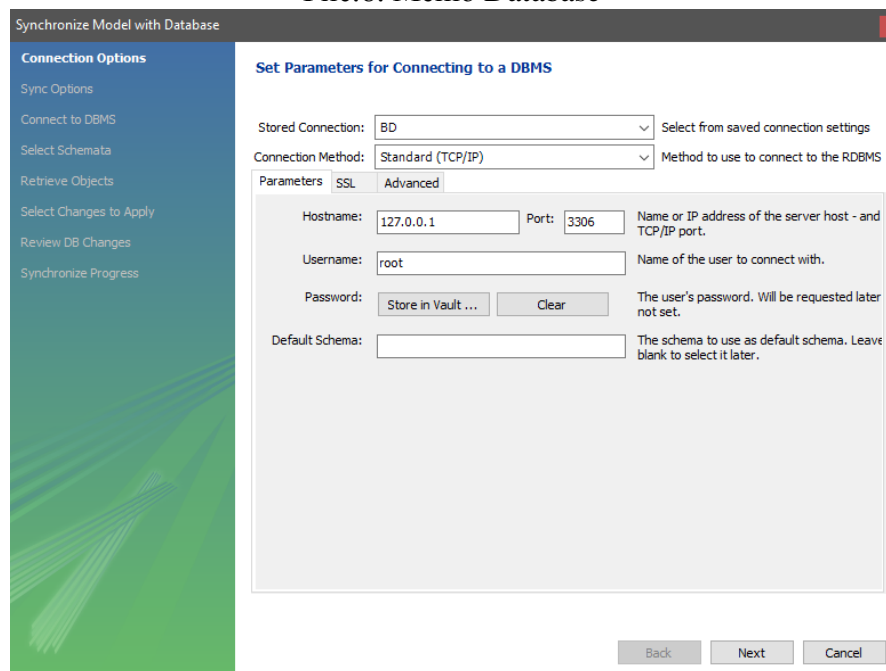 Synchronize Model with Database
Connection Options
Sync Options
Connect to DBMS
Select Schemata
Retrieve Objects
Select Changes to Apply
Review DB Changes
Synchronize Progress
Set Parameters for Connecting to a DBMS
Stored Connection: BD Select from saved connection settings
Connection Method: Standard (TCP/IP) Method to use to connect to the RDBMS
Parameters SSL Advanced
Hostname: 127.0.0.1 Port: 3306 Name or IP address of the server host - and
TCP/IP port.
Username: root Name of the user to connect with.
Password: Store in Vault ... Clear The user's password. Will be requested later
not set.
Default Schema: The schema to use as default schema. Leave
blank to select it later.
Back Next Cancel